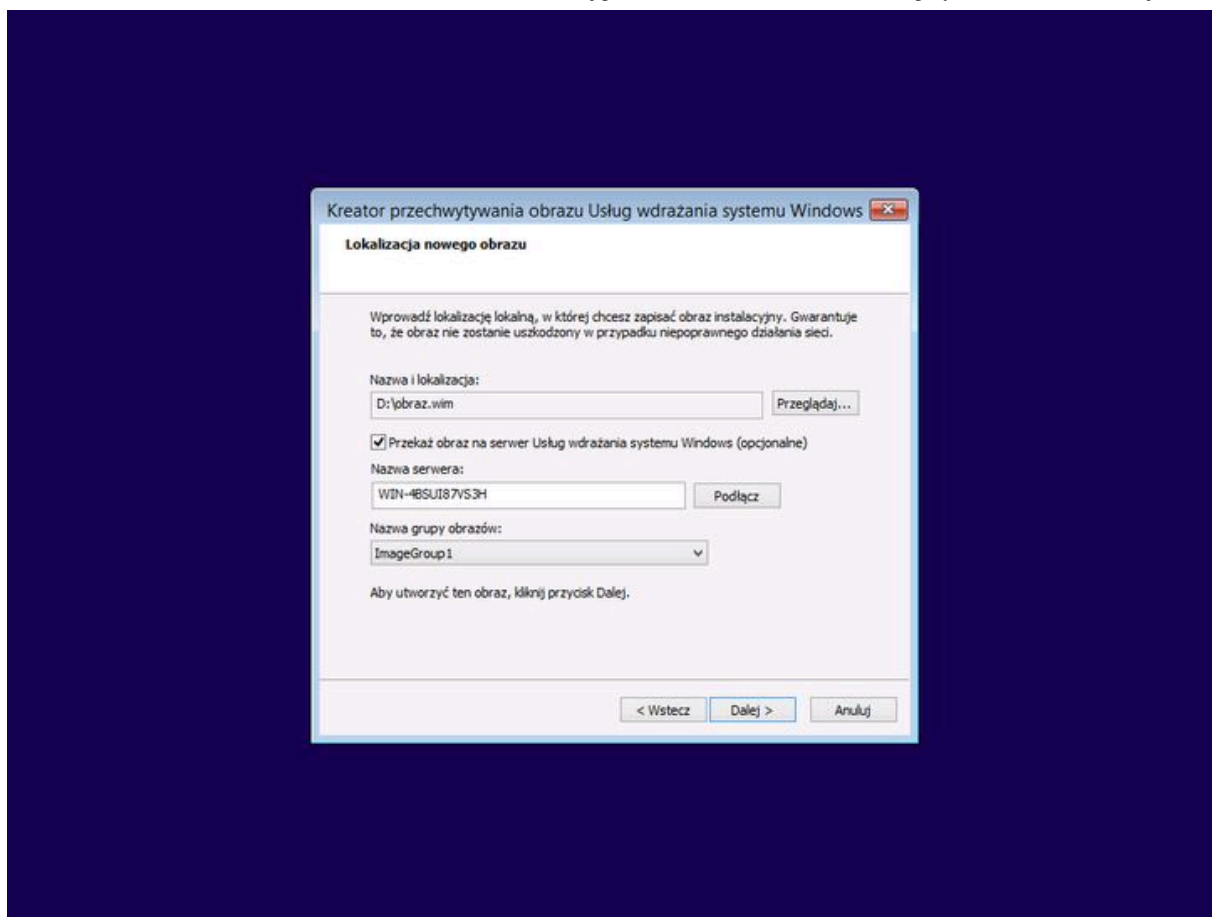 Kreator przechwytywania obrazu Usług wdrażania systemu Windows
Lokalizacja nowego obrazu
Wprowadź lokalizację lokalną, w której chcesz zapisać obraz instalacyjny. Gwarantuje
to, że obraz nie zostanie uszkodzony w przypadku niepoprawnego działania sieci.
Nazwa i lokalizacja:
D:\obraz.wim
Przeglądaj...
Przekaż obraz na serwer Usług wdrażania systemu Windows (opcjonalne)
Nazwa serwera:
WIN-4BSUI87VS3H
Podłącz
Nazwa grupy obrazów:
ImageGroup1
Aby utworzyć ten obraz, kliknij przycisk Dalej.
< Wstecz
Dalej >
Anuluj